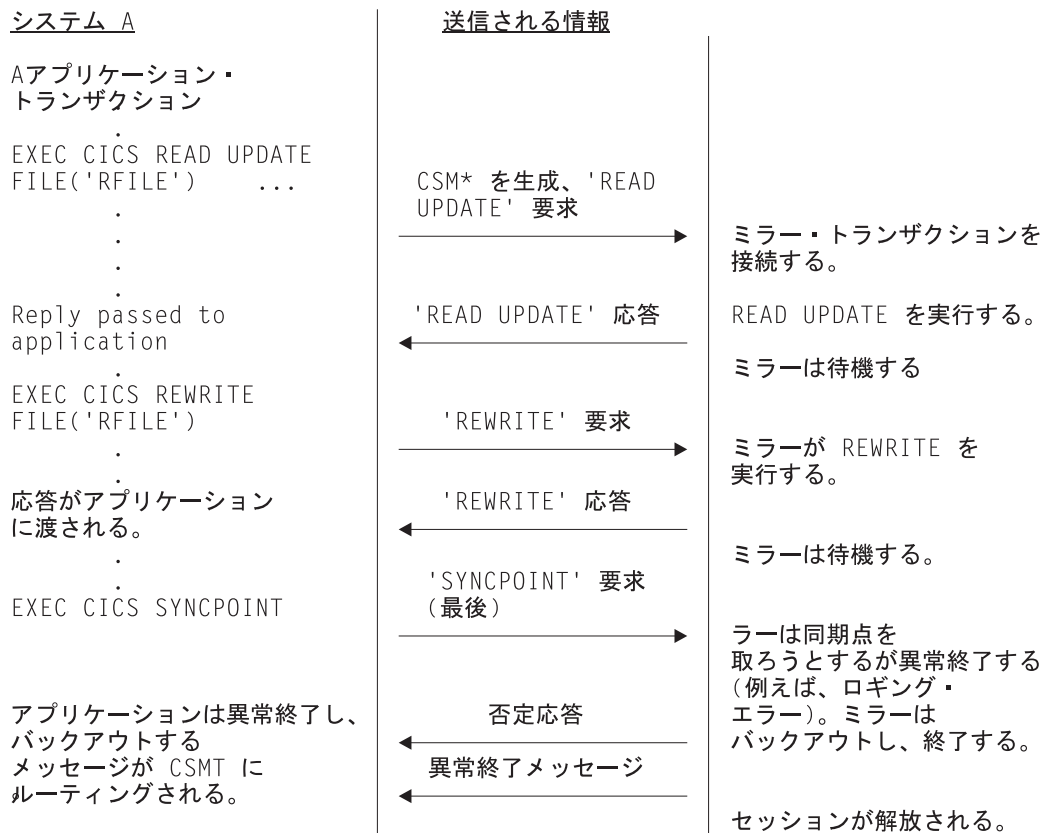 システム A
送信される情報
Aアプリケーション・
トランザクション
.
.
EXEC CICS READ UPDATE
FILE('RFILE') ...
CSM* を生成、'READ
UPDATE' 要求
.
.
ミラー・トランザクションを
接続する。
.
.
Reply passed to
application
'READ UPDATE' 応答
READ UPDATE を実行する。
.
ミラーは待機する
EXEC CICS REWRITE
FILE('RFILE')
'REWRITE' 要求
.
ミラーが REWRITE を
実行する。
.
応答がアプリケーション
に渡される。
'REWRITE' 応答
.
ミラーは待機する。
.
EXEC CICS SYNCPOINT
'SYNCPOINT' 要求
(最後)
ラーは同期点を
取ろうとするが異常終了する
(例えば、ロギング・
エラー)。ミラーは
バックアウトし、終了する。
アプリケーションは異常終了し、
バックアウトする
メッセージが CSMT に
ルーティングされる。
否定応答
異常終了メッセージ
セッションが解放される。